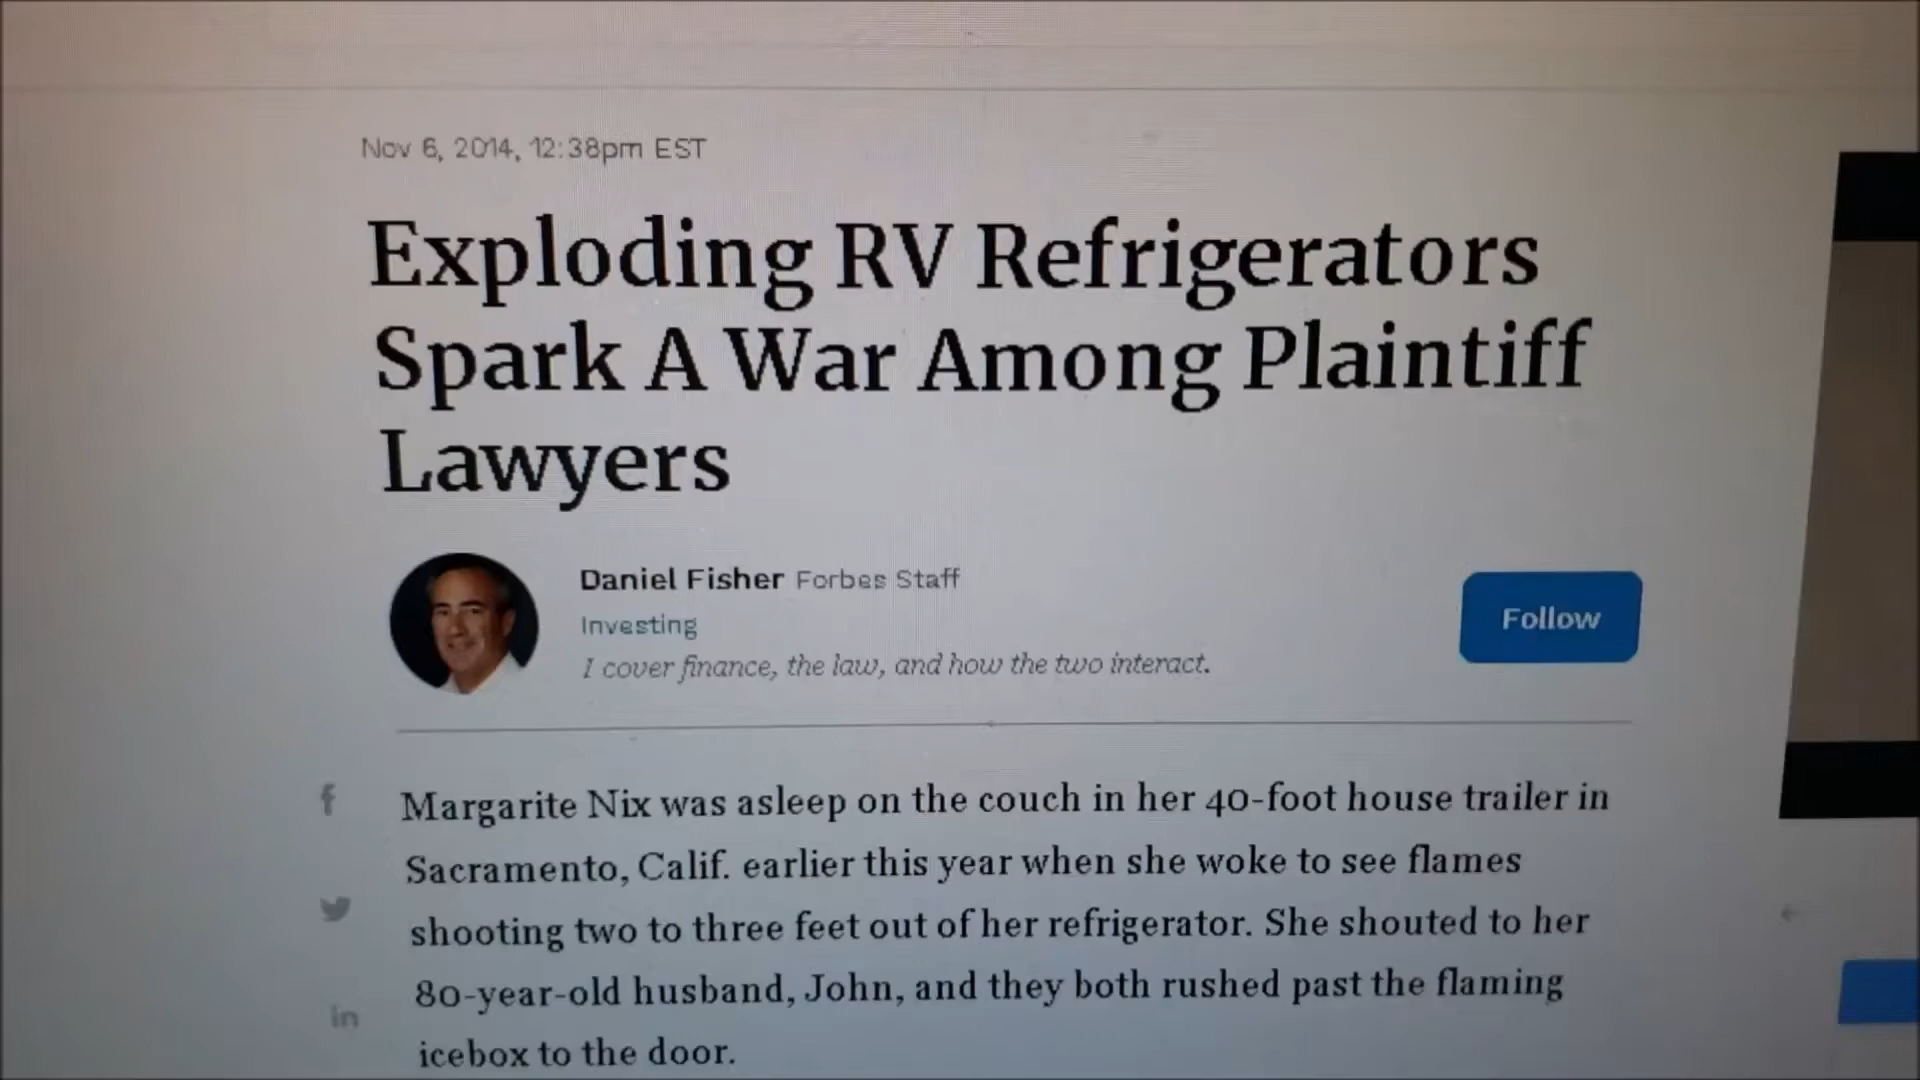 Nov 6, 2014, 12:38pm EST
Exploding RV Refrigerators
Spark A War Among Plaintiff
Lawyers
Daniel Fisher Forbes Staff
Investing
I cover finance, the law, and how the two interact.
Follow
Margarite Nix was asleep on the couch in her 40-foot house trailer in
Sacramento, Calif. earlier this year when she woke to see flames
shooting two to three feet out of her refrigerator. She shouted to her
80-year-old husband, John, and they both rushed past the flaming
icebox to the door.